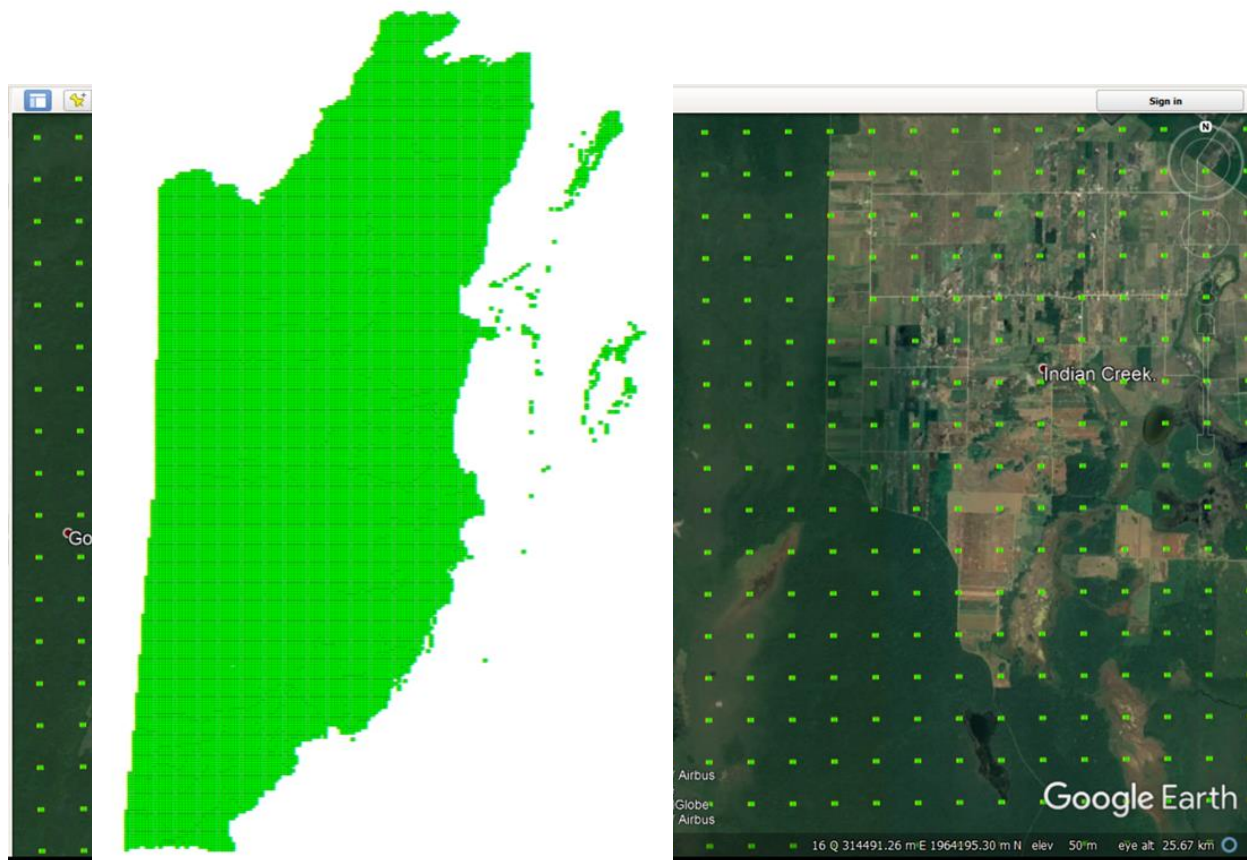 Sign in
N
Indian Creek.
Go
/ Airbus
Globe
/ Airbus
Google Earth
16 Q 314491.26 m E 1964195.30 m N elev 50 m eye alt 25.67 km